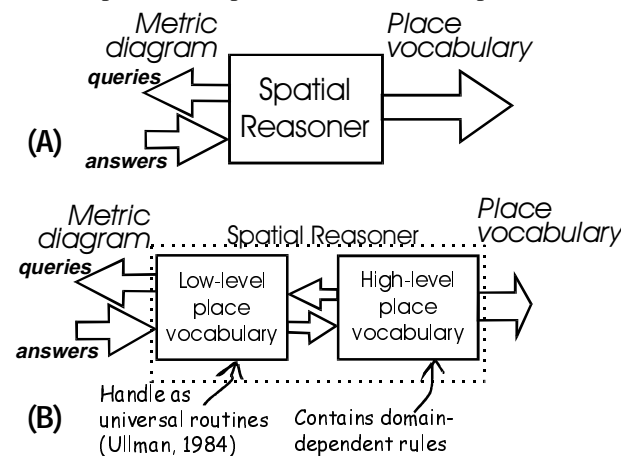 Metric
diagram
queries
answers
Spatial
Reasoner
Place
vocabulary
(A)
Metric
diagram
queries
answers
Spatial Reasoner
Low-level
place
vocabulary
High-level
place
vocabulary
Place
vocabulary
Handle as
universal routines
(Ullman, 1984)
Contains domain-
dependent rules
(B)